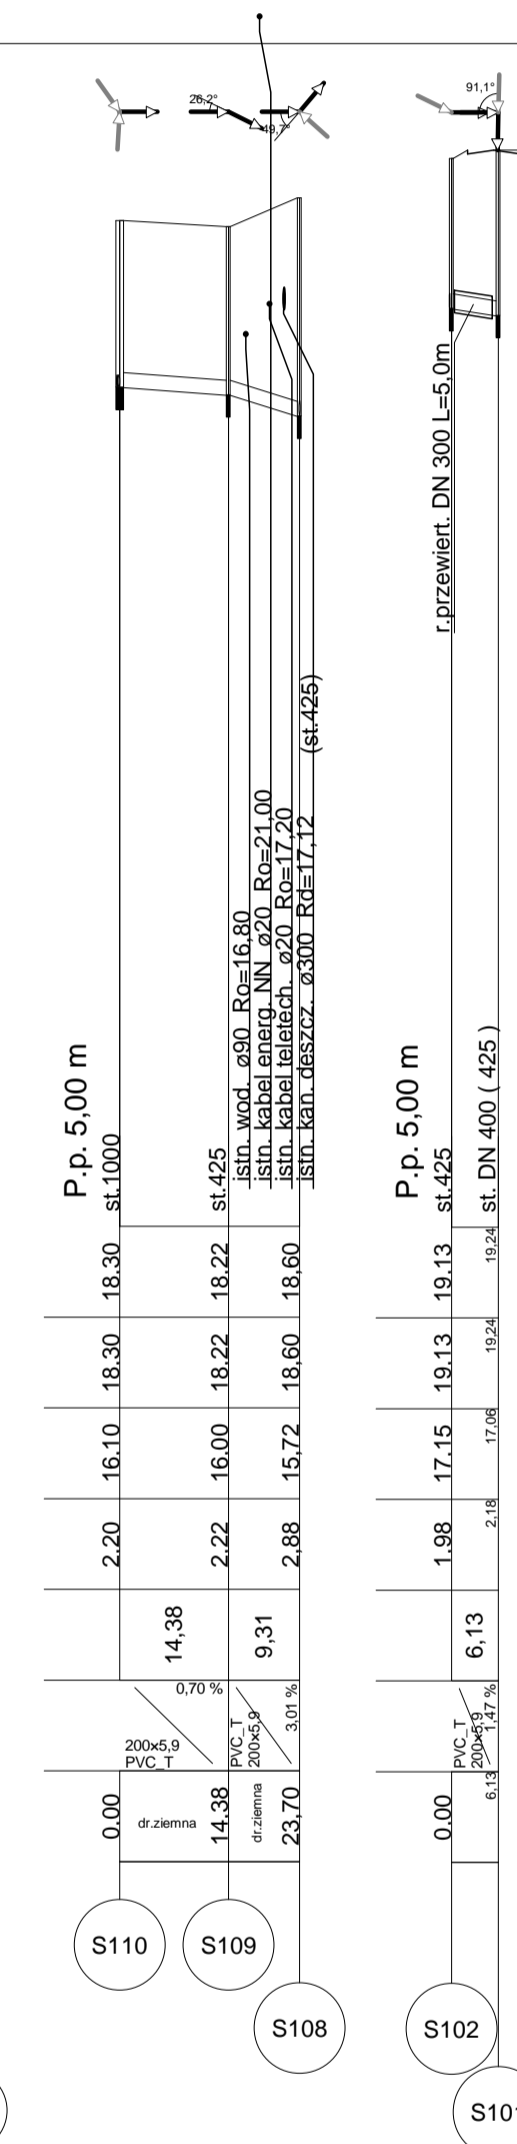 26,2°
49,7°
91,1°
r.przewiert. DN 300 L=5,0m
P.p. 5,00 m
st.1000
st.425
istn. wod. ø90 Ro=16,80
istn. kabel energ. NN ø20 Ro=21,00
istn. kabel teletech. ø20 Ro=17,20
istn. kan. deszcz. ø300 Rd=17,12 (st.425)
P.p. 5,00 m
st.425
st. DN 400 ( 425 )
18.30 18.22 18,60 19.13 19,24
18.30 18.22 18,60 19.13 19,24
16.10 16.00 15,72 17.15 17,06
2.20 2.22 2,88 1.98 2,18
14,38 9,31 6,13
0,70 %
200x5,9
PVC_T
3,01 %
PVC_T
200x5,9
1,47 %
PVC_T
200x5,9
0.00 dr.ziemna 14.38 dr.ziemna 23,70 0.00 6,13
S110 S109
S108 S102
S101